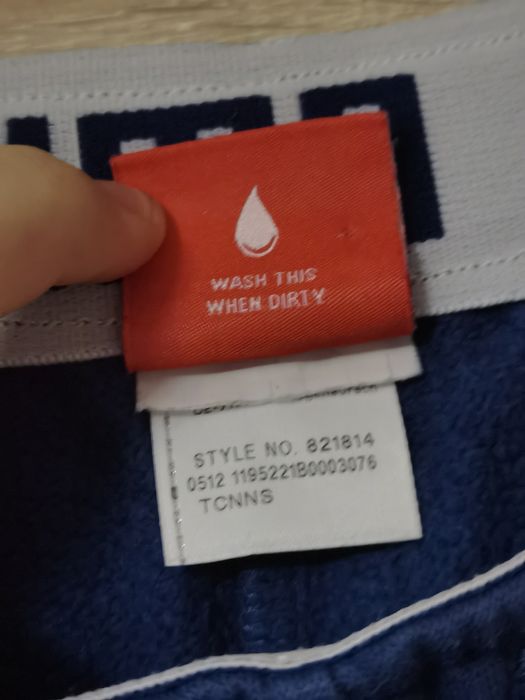 WASH THIS
WHEN DIRTY
STYLE NO. 821814
0512 1195221B0003076
TCNNS